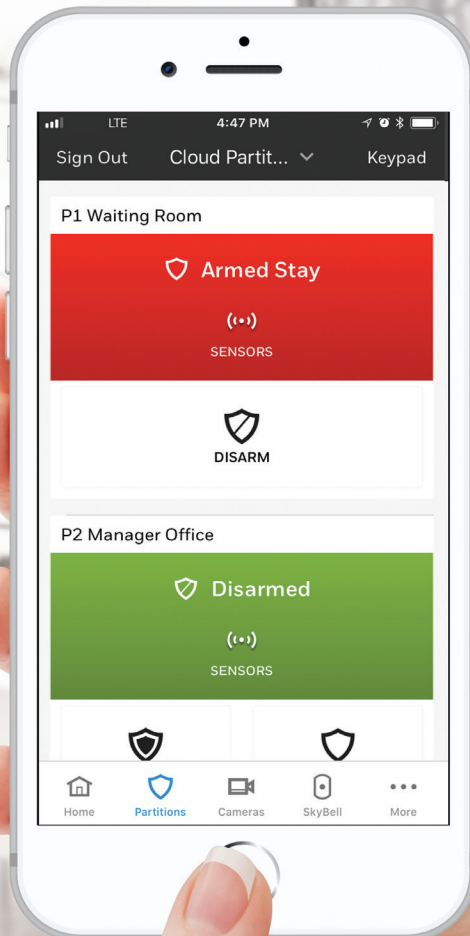 LTE 4:47 PM
Sign Out Cloud Partit... Keypad
P1 Waiting Room
Armed Stay
SENSORS
DISARM
P2 Manager Office
Disarmed
SENSORS
Home Partitions Cameras SkyBell More